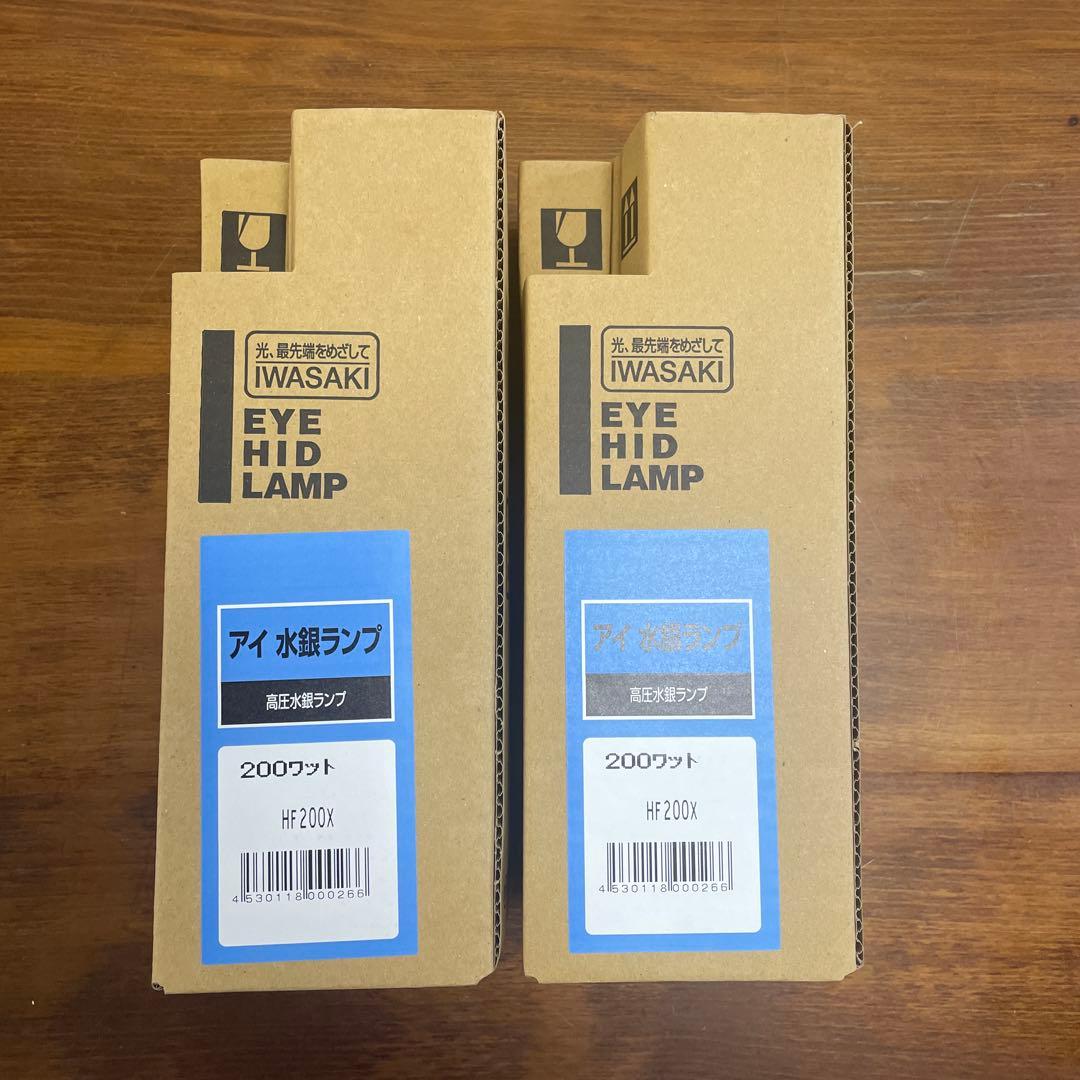 光、最先端をめざして
IWASAKI
EYE
HID
LAMP
アイ 水銀ランプ
高圧水銀ランプ
200ワット
HF200X
4530118000266
光、最先端をめざして
IWASAKI
EYE
HID
LAMP
アイ 水銀ランプ
高圧水銀ランプ
200ワット
HF200X
4530118000266